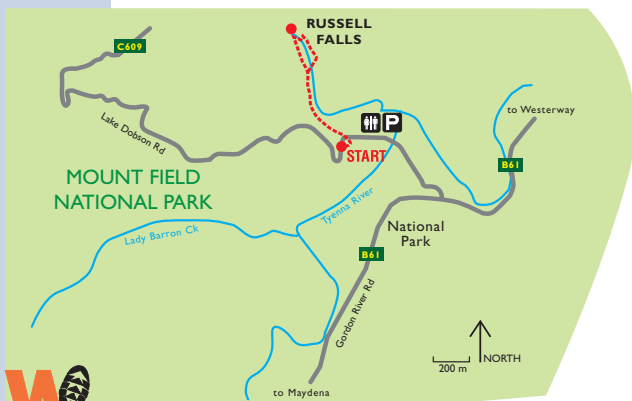 RUSSELL
FALLS
C609
to Westerway
P
Lake Dobson Rd
START
B61
MOUNT FIELD
NATIONAL PARK
Tyenna River
National
Park
Lady Barron Ck
B61
Gordon River Rd
NORTH
200 m
to Maydena
W